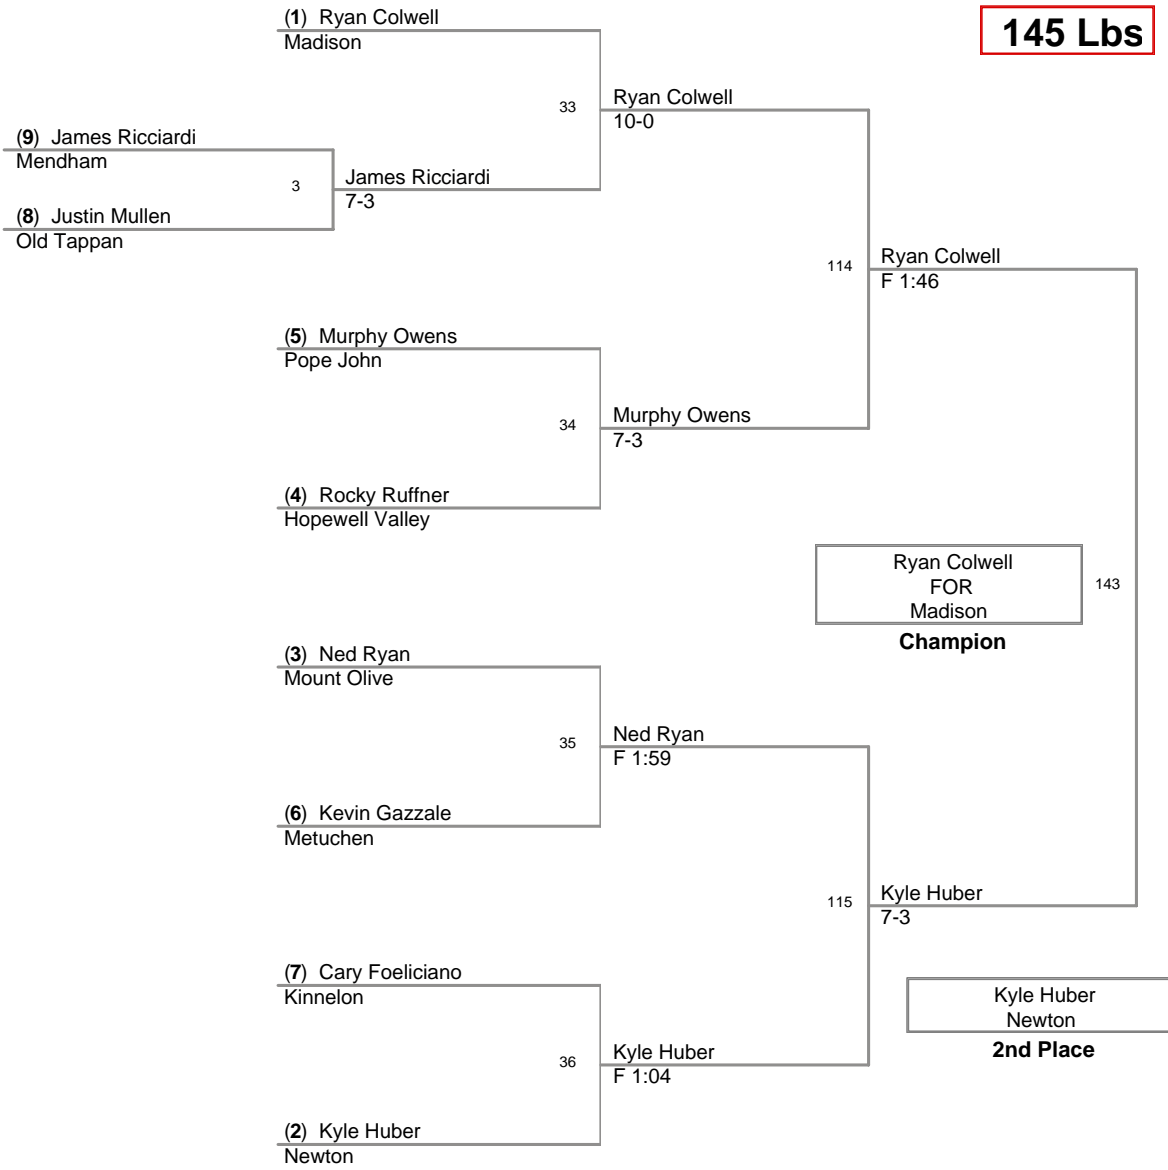 (1) Ryan Colwell
Madison
145 Lbs
33
Ryan Colwell
10-0
(9) James Ricciardi
Mendham
3
James Ricciardi
7-3
(8) Justin Mullen
Old Tappan
114
Ryan Colwell
F 1:46
(5) Murphy Owens
Pope John
34
Murphy Owens
7-3
(4) Rocky Ruffner
Hopewell Valley
Ryan Colwell
FOR
Madison
143
Champion
(3) Ned Ryan
Mount Olive
35
Ned Ryan
F 1:59
(6) Kevin Gazzale
Metuchen
115
Kyle Huber
7-3
(7) Cary Foeliciano
Kinnelon
Kyle Huber
Newton
2nd Place
36
Kyle Huber
F 1:04
(2) Kyle Huber
Newton